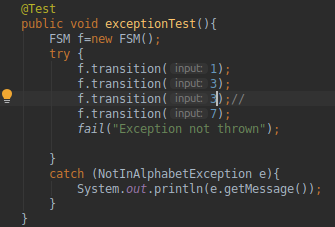 @Test
public void exceptionTest(){
FSM f=new FSM();
try {
f.transition( input: 1);
f.transition( input: 3);
f.transition( input: 3);//
f.transition( input: 7);
fail("Exception not thrown");
}
catch (NotInAlphabetException e){
System.out.println(e.getMessage());
}
}